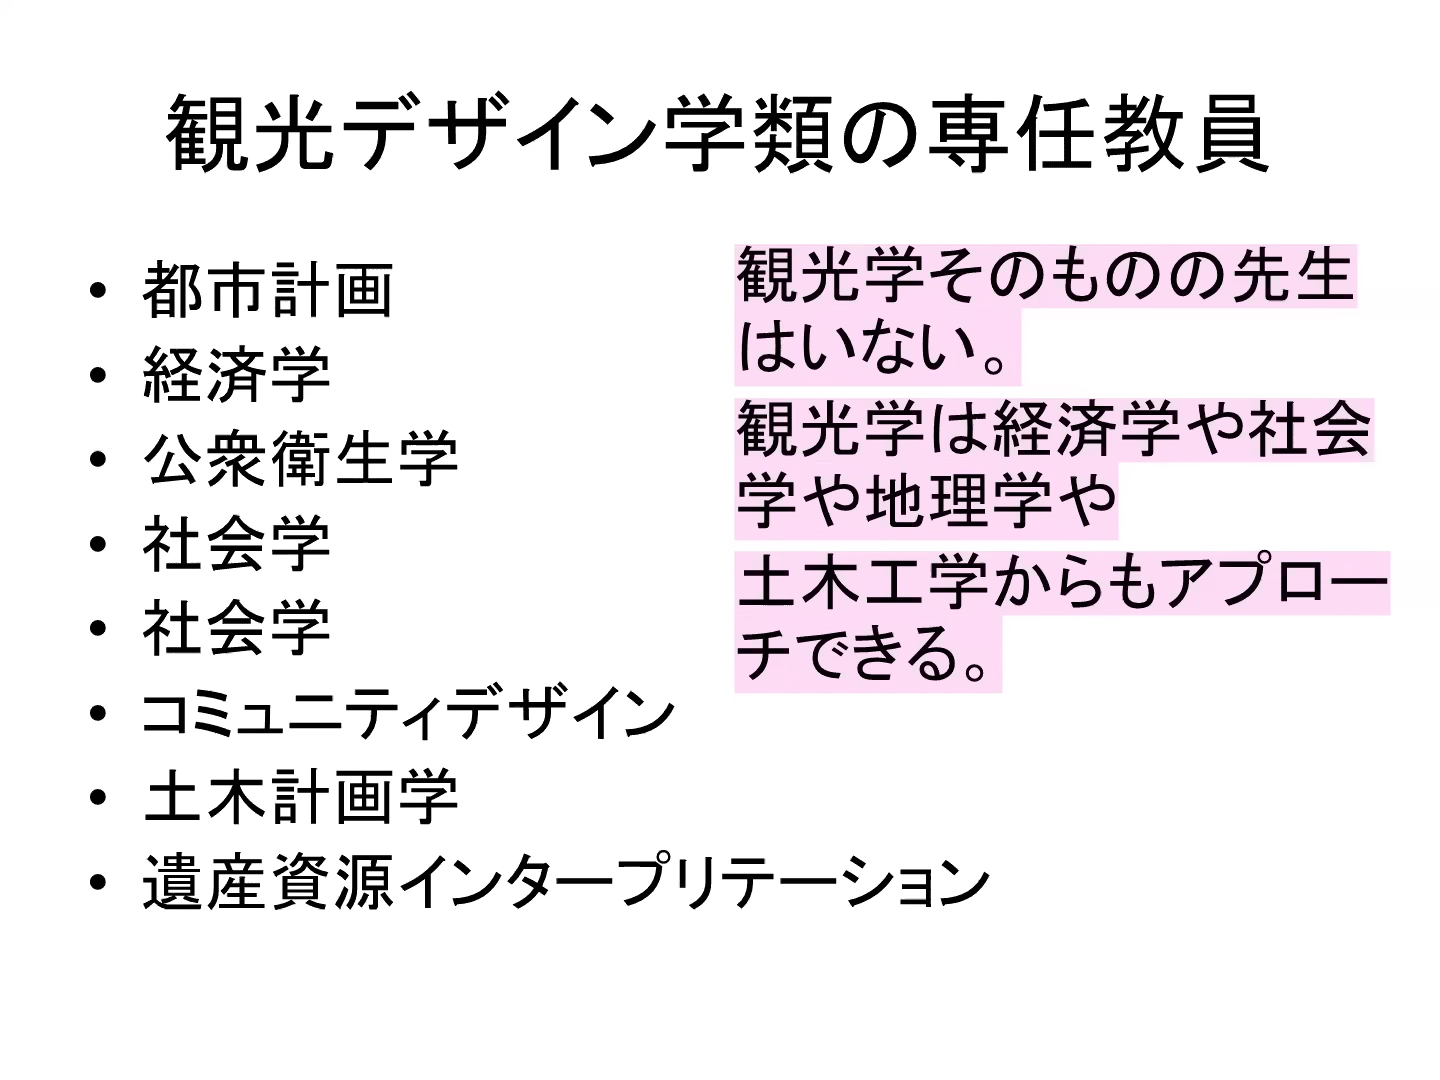 観光デザイン学類の専任教員
• 都市計画
• 経済学
• 公衆衛生学
• 社会学
• 社会学
• コミュニティデザイン
• 土木計画学
• 遺産資源インタープリテーション
観光学そのものの先生
はいない。
観光学は経済学や社会
学や地理学や
土木工学からもアプロー
チできる。